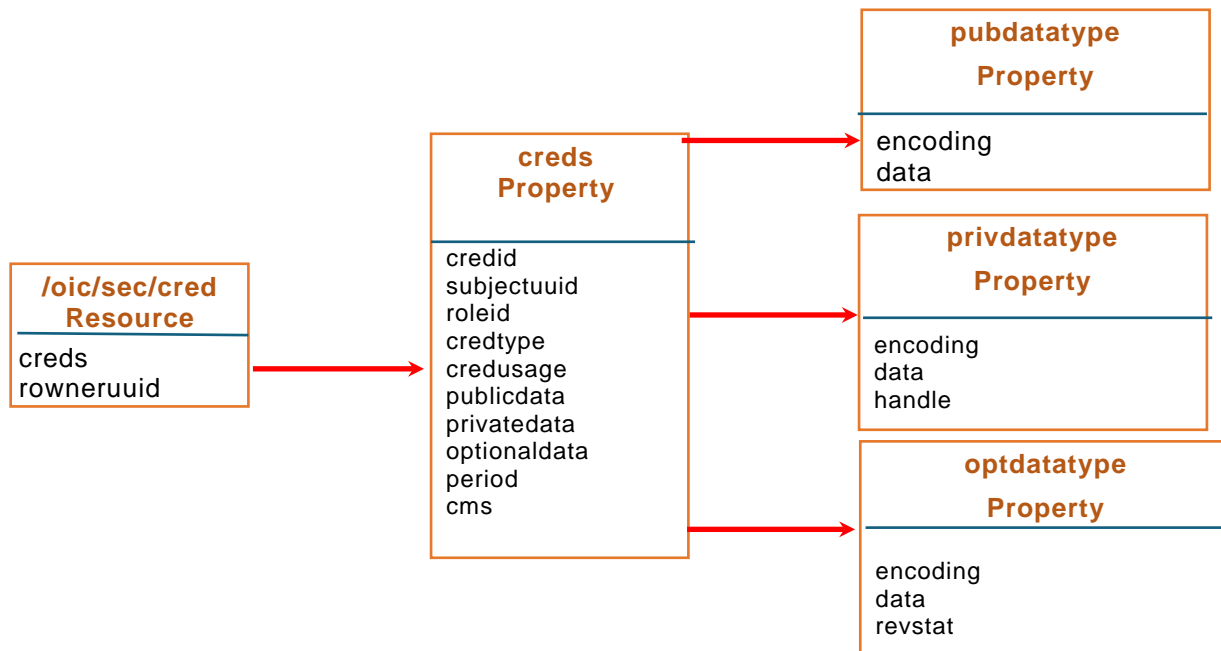 /oic/sec/cred
Resource
creds
rowneruuid
creds
Property
credid
subjectuuid
roleid
credtype
credusage
publicdata
privatedata
optionaldata
period
cms
pubdatatype
Property
encoding
data
privdatatype
Property
encoding
data
handle
optdatatype
Property
encoding
data
revstat